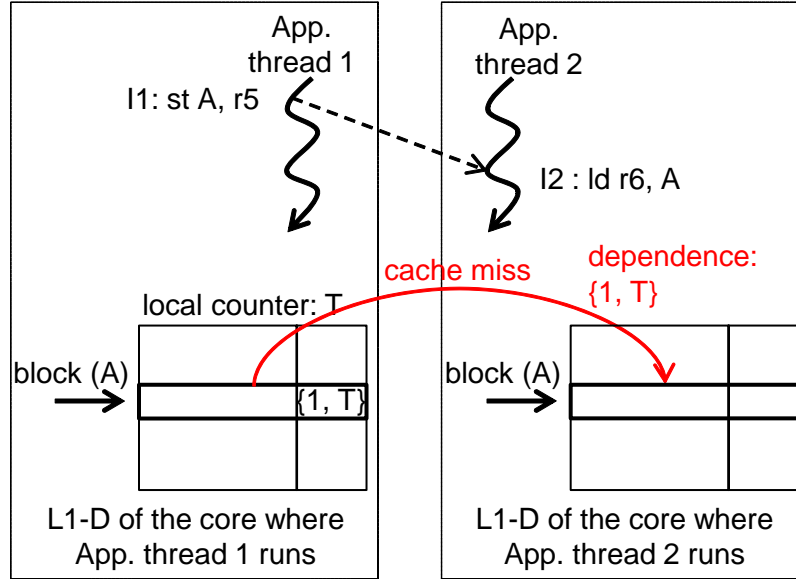 App.
thread 1
I1: st A, r5
local counter: T
block (A)
{1, T}
L1-D of the core where
App. thread 1 runs
cache miss
App.
thread 2
I2 : ld r6, A
dependence:
{1, T}
block (A)
L1-D of the core where
App. thread 2 runs